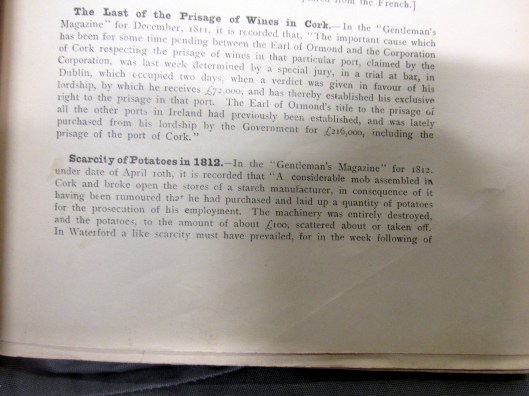 from the French.]
The Last of the Prisage of Wines in Cork.—In the "Gentleman's
Magazine" for December, 1811, it is recorded that, "The important cause which
has been for some time pending between the Earl of Ormond and the Corporation
of Cork respecting the prisage of wines in that particular port, claimed by the
Corporation, was last week determined by a special jury, in a trial at bar, in
Dublin, which occupied two days, when a verdict was given in favour of his
lordship, by which he receives £72,000, and has thereby established his exclusive
right to the prisage in that port. The Earl of Ormond's title to the prisage of
all the other ports in Ireland had previously been established, and was lately
purchased from his lordship by the Government for £216,000, including the
prisage of the port of Cork."
Scarcity of Potatoes in 1812.—In the "Gentleman's Magazine" for 1812.
under date of April 10th, it is recorded that "A considerable mob assembled in
Cork and broke open the stores of a starch manufacturer, in consequence of it
having been rumoured that he had purchased and laid up a quantity of potatoes
for the prosecution of his employment. The machinery was entirely destroyed,
and the potatoes, to the amount of about £100, scattered about or taken off.
In Waterford a like scarcity must have prevailed, for in the week following of